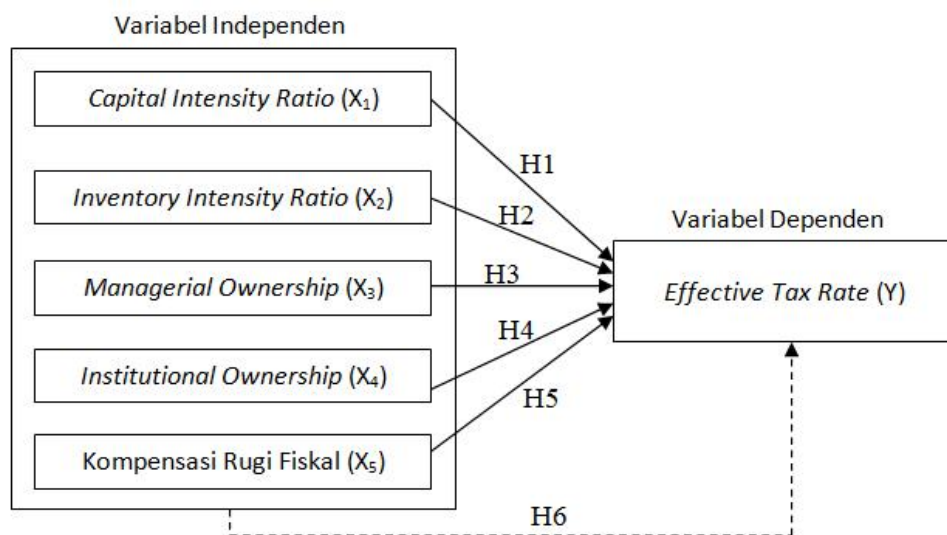 Variabel Independen
Capital Intensity Ratio (X₁)
Inventory Intensity Ratio (X₂)
Managerial Ownership (X₃)
Institutional Ownership (X₄)
Kompensasi Rugi Fiskal (X₅)
H1
H2
H3
H4
H5
H6
Variabel Dependen
Effective Tax Rate (Y)